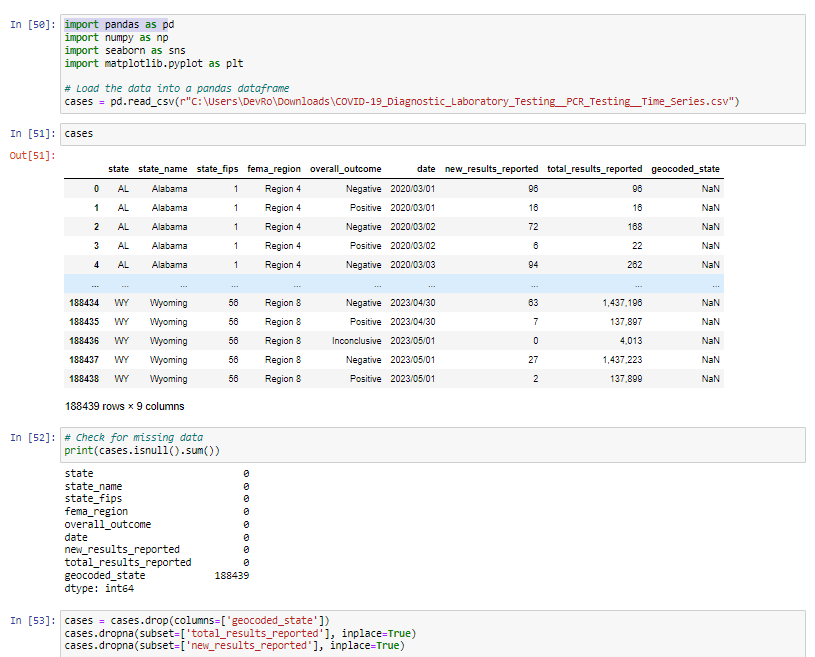 In [50]: import pandas as pd
import numpy as np
import seaborn as sns
import matplotlib.pyplot as plt
# Load the data into a pandas dataframe
cases = pd.read_csv(r"C:\Users\DevRo\Downloads\COVID-19_Diagnostic_Laboratory_Testing__PCR_Testing__Time_Series.csv")
In [51]: cases
Out[51]:
state state_name state_fips fema_region overall_outcome date new_results_reported total_results_reported geocoded_state
0 AL Alabama 1 Region 4 Negative 2020/03/01 96 96 NaN
1 AL Alabama 1 Region 4 Positive 2020/03/01 16 16 NaN
2 AL Alabama 1 Region 4 Negative 2020/03/02 72 168 NaN
3 AL Alabama 1 Region 4 Positive 2020/03/02 6 22 NaN
4 AL Alabama 1 Region 4 Negative 2020/03/03 94 262 NaN
... ... ... ... ... ... ... ... ... ...
188434 WY Wyoming 56 Region 8 Negative 2023/04/30 63 1,437,196 NaN
188435 WY Wyoming 56 Region 8 Positive 2023/04/30 7 137,897 NaN
188436 WY Wyoming 56 Region 8 Inconclusive 2023/05/01 0 4,013 NaN
188437 WY Wyoming 56 Region 8 Negative 2023/05/01 27 1,437,223 NaN
188438 WY Wyoming 56 Region 8 Positive 2023/05/01 2 137,899 NaN
188439 rows × 9 columns
In [52]: # Check for missing data
print(cases.isnull().sum())
state 0
state_name 0
state_fips 0
fema_region 0
overall_outcome 0
date 0
new_results_reported 0
total_results_reported 0
geocoded_state 188439
dtype: int64
In [53]: cases = cases.drop(columns=['geocoded_state'])
cases.dropna(subset=['total_results_reported'], inplace=True)
cases.dropna(subset=['new_results_reported'], inplace=True)